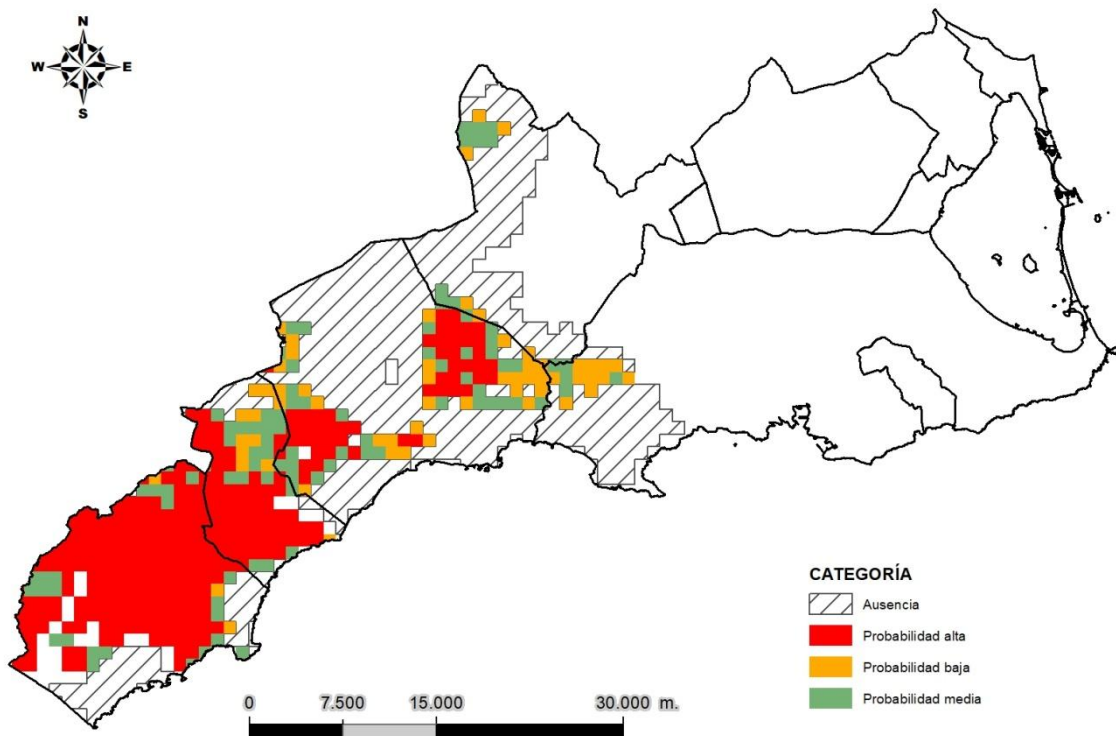 N
W E
S
CATEGORÍA
Ausencia
Probabilidad alta
Probabilidad baja
Probabilidad media
0 7.500 15.000 30.000 m.